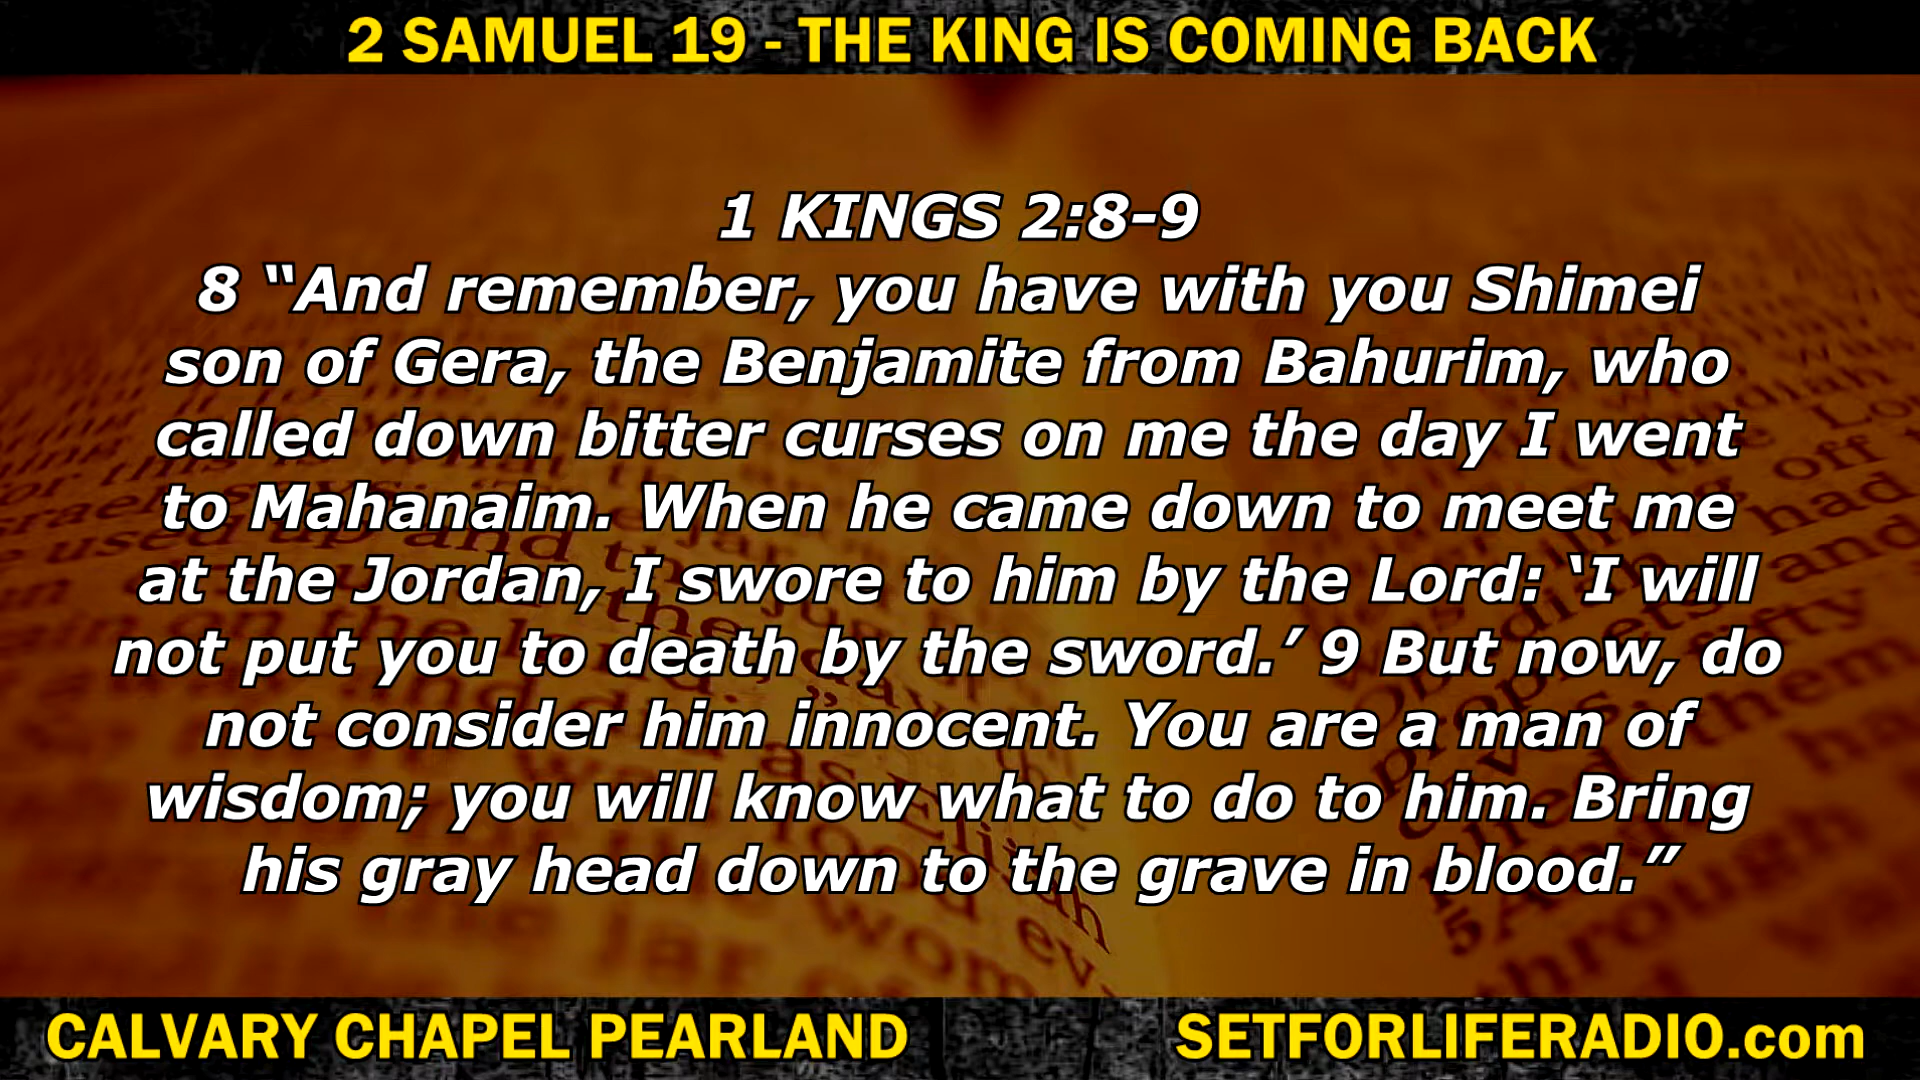 2 SAMUEL 19 - THE KING IS COMING BACK
1 KINGS 2:8-9
8 “And remember, you have with you Shimei
son of Gera, the Benjamite from Bahurim, who
called down bitter curses on me the day I went
to Mahanaim. When he came down to meet me
at the Jordan, I swore to him by the Lord: ‘I will
not put you to death by the sword.’ 9 But now, do
not consider him innocent. You are a man of
wisdom; you will know what to do to him. Bring
his gray head down to the grave in blood.”
CALVARY CHAPEL PEARLAND
SETFORLIFERADIO.com